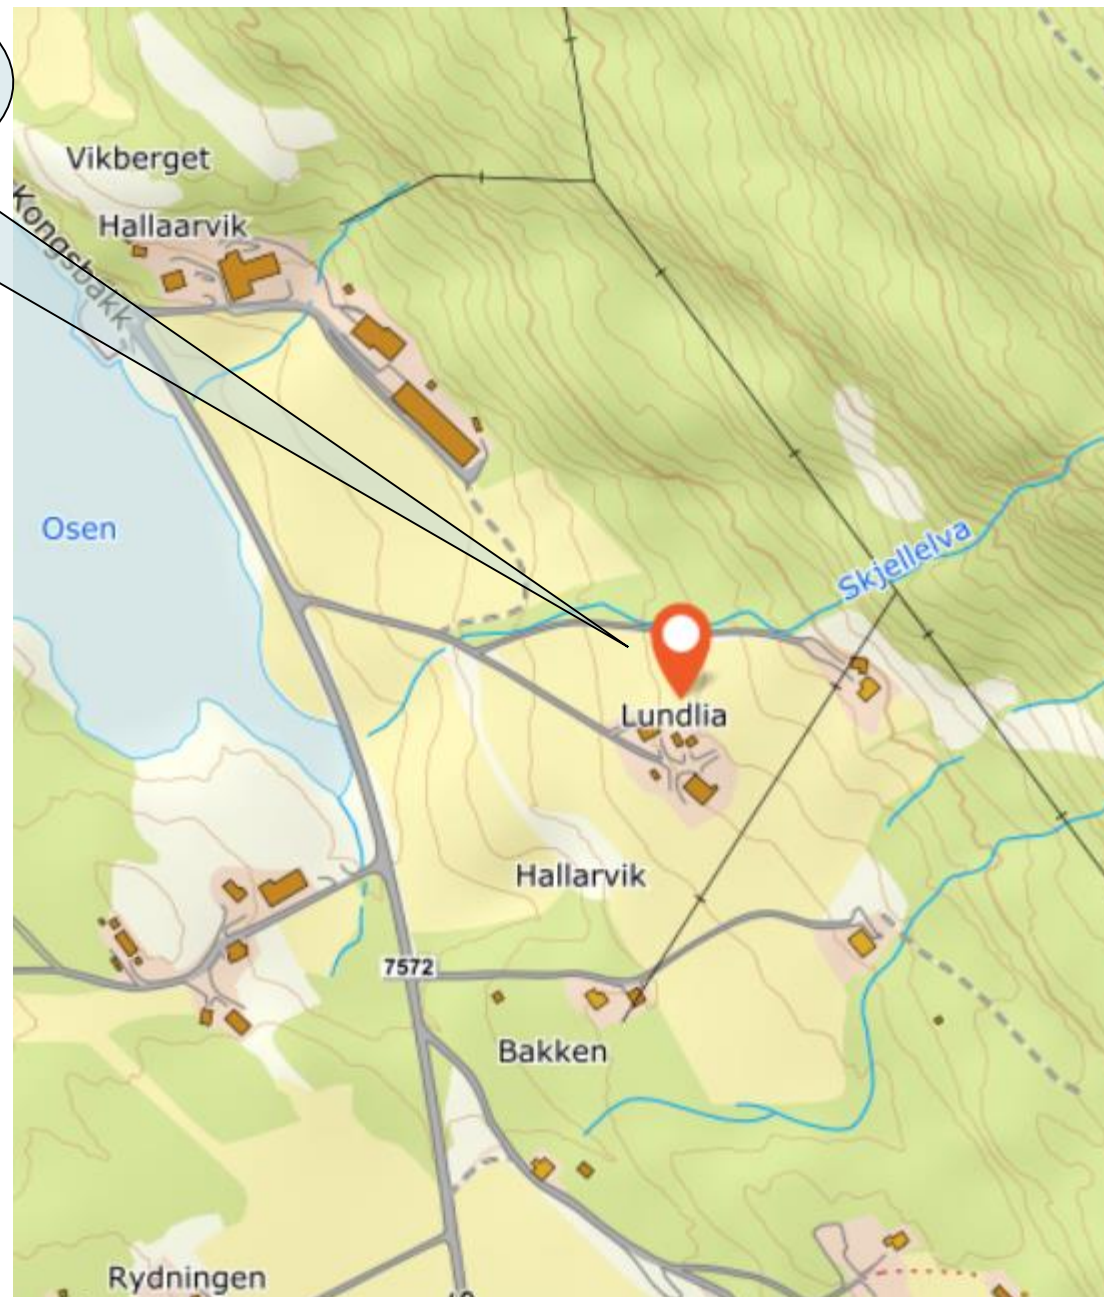 Vikberget
Hallaarvik
Kongsbakk
Osen
Skjellelva
Lundlia
Hallarvik
7572
Bakken
Rydningen